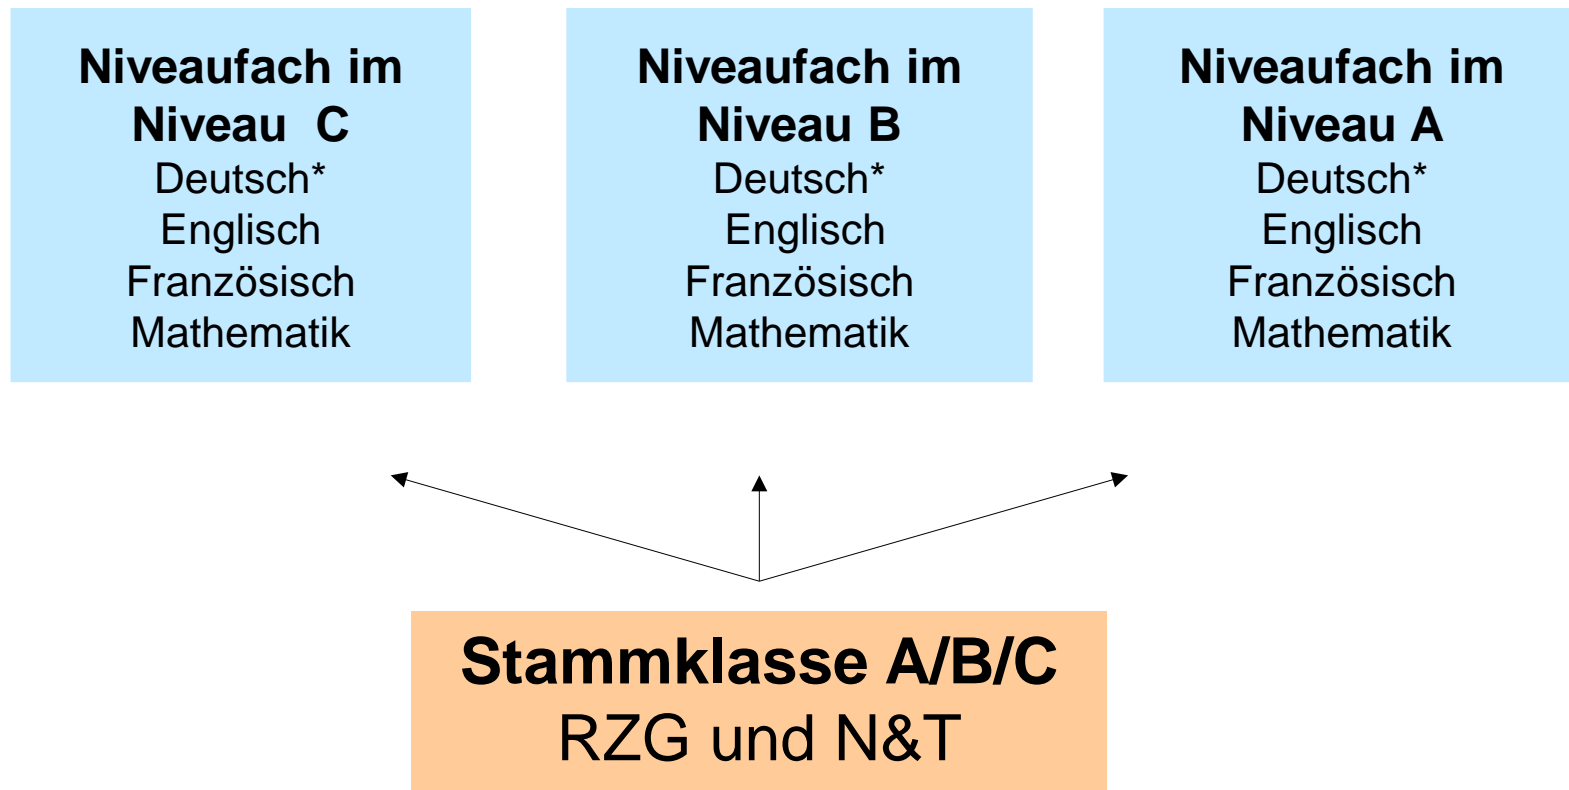 Niveaufach im
Niveau C
Deutsch*
Englisch
Französisch
Mathematik
Niveaufach im
Niveau B
Deutsch*
Englisch
Französisch
Mathematik
Niveaufach im
Niveau A
Deutsch*
Englisch
Französisch
Mathematik
Stammklasse A/B/C
RZG und N&T